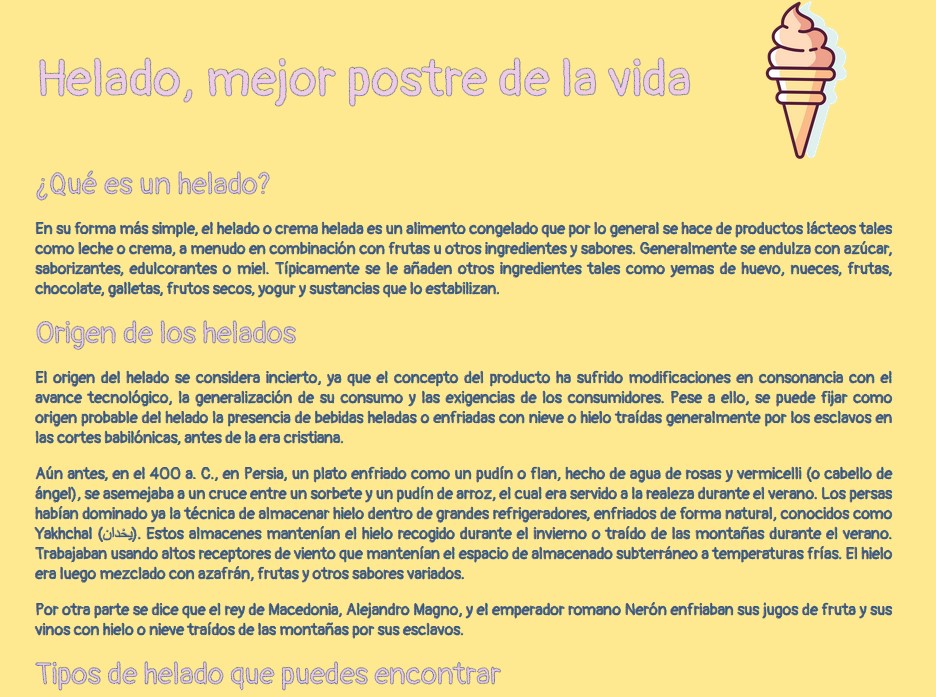 Helado, mejor postre de la vida
¿Qué es un helado?
En su forma más simple, el helado o crema helada es un alimento congelado que por lo general se hace de productos lácteos tales
como leche o crema, a menudo en combinación con frutas u otros ingredientes y sabores. Generalmente se endulza con azúcar,
saborizantes, edulcorantes o miel. Típicamente se le añaden otros ingredientes tales como yemas de huevo, nueces, frutas,
chocolate, galletas, frutos secos, yogur y sustancias que lo estabilizan.
Origen de los helados
El origen del helado se considera incierto, ya que el concepto del producto ha sufrido modificaciones en consonancia con el
avance tecnológico, la generalización de su consumo y las exigencias de los consumidores. Pese a ello, se puede fijar como
origen probable del helado la presencia de bebidas heladas o enfriadas con nieve o hielo traídas generalmente por los esclavos en
las cortes babilónicas, antes de la era cristiana.
Aún antes, en el 400 a. C., en Persia, un plato enfriado como un pudín o flan, hecho de agua de rosas y vermicelli (o cabello de
ángel), se asemejaba a un cruce entre un sorbete y un pudín de arroz, el cual era servido a la realeza durante el verano. Los persas
habían dominado ya la técnica de almacenar hielo dentro de grandes refrigeradores, enfriados de forma natural, conocidos como
Yakhchal (یخدان). Estos almacenes mantenían el hielo recogido durante el invierno o traído de las montañas durante el verano.
Trabajaban usando altos receptores de viento que mantenían el espacio de almacenado subterráneo a temperaturas frías. El hielo
era luego mezclado con azafrán, frutas y otros sabores variados.
Por otra parte se dice que el rey de Macedonia, Alejandro Magno, y el emperador romano Nerón enfriaban sus jugos de fruta y sus
vinos con hielo o nieve traídos de las montañas por sus esclavos.
Tipos de helado que puedes encontrar